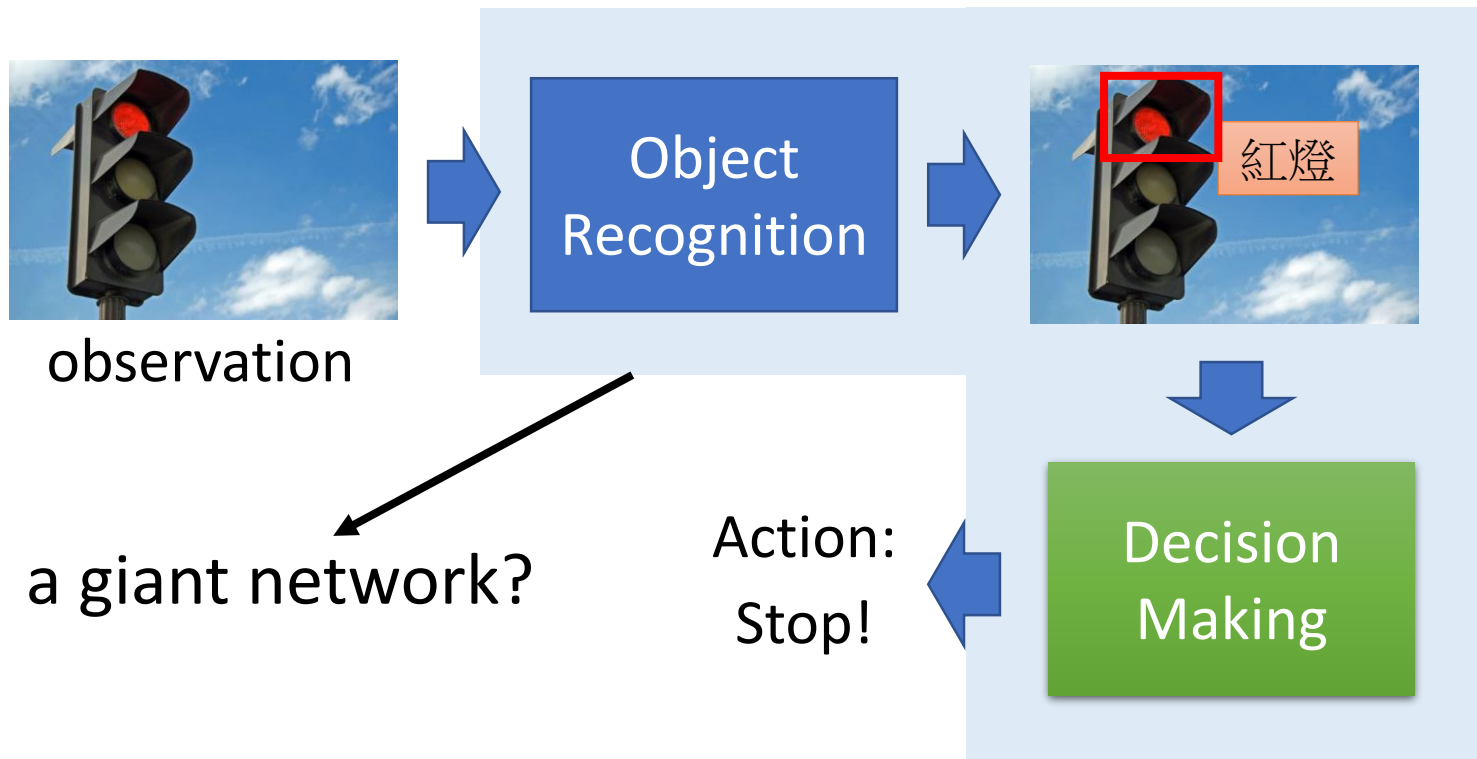 Object
Recognition
紅燈
observation
a giant network?
Action:
Stop!
Decision
Making